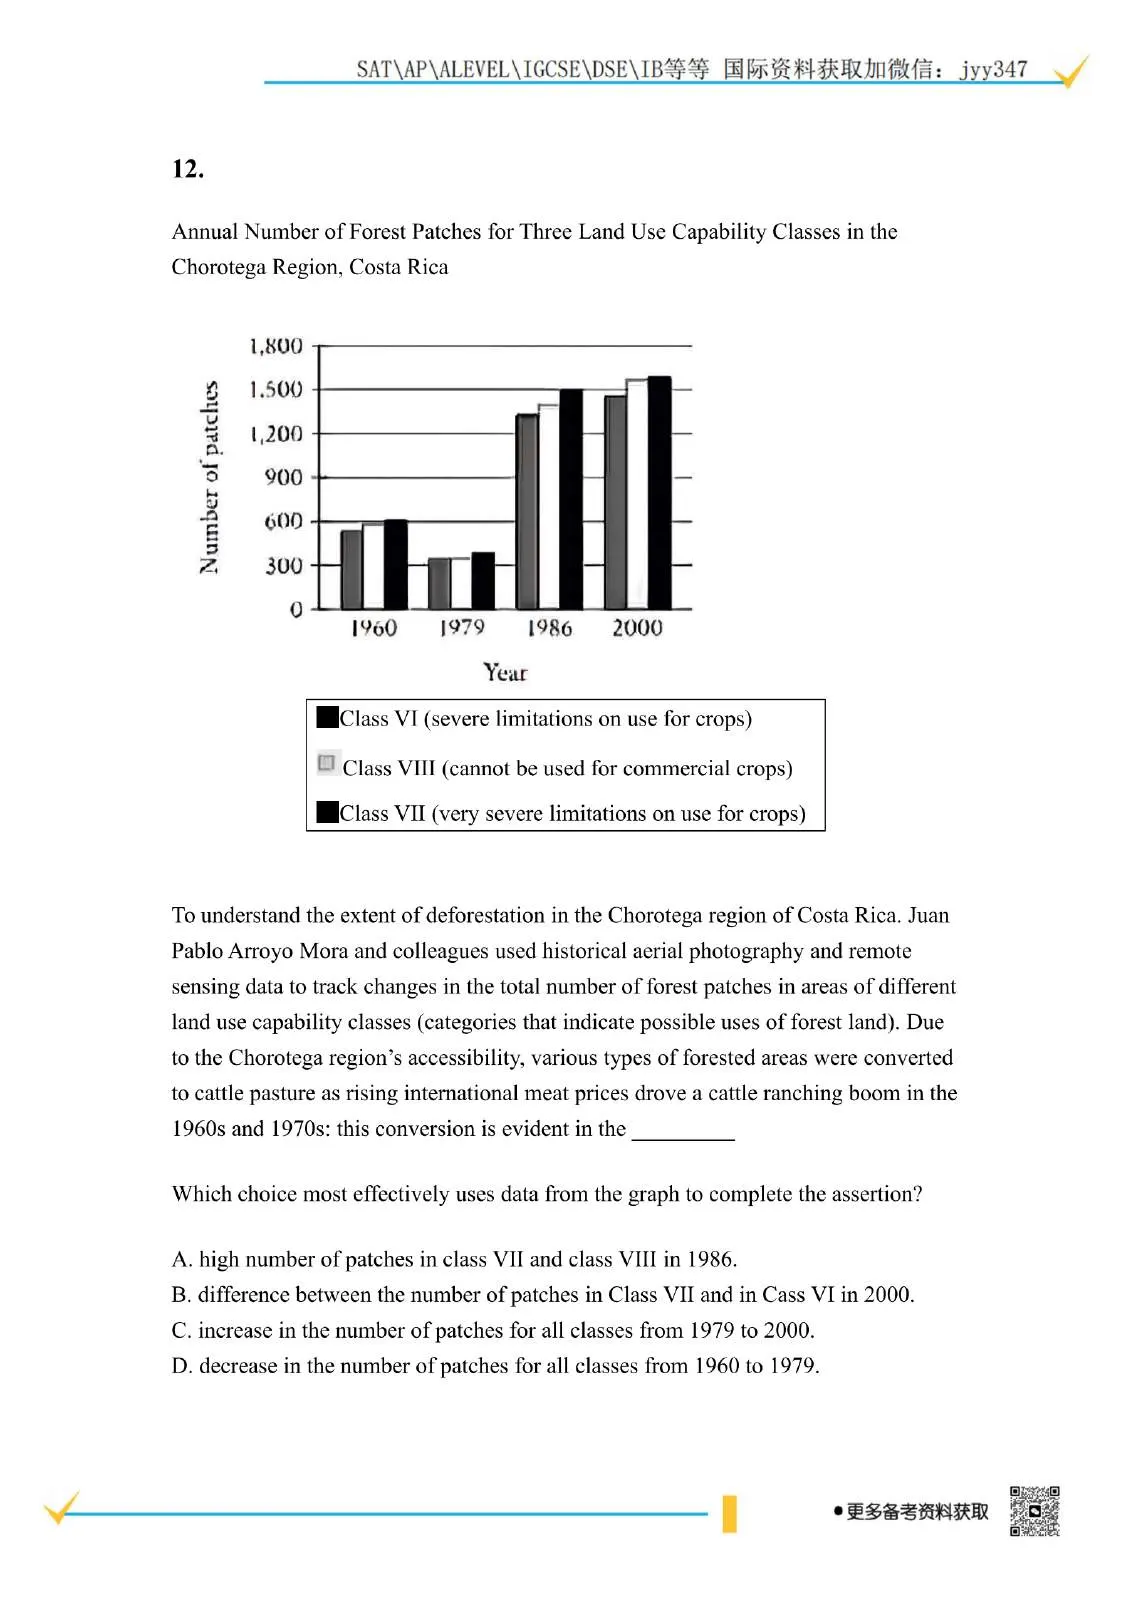 SAT\AP\ALEVEL\IGCSE\DSE\IB等等 国际资料获取加微信：jyy347
12.
Annual Number of Forest Patches for Three Land Use Capability Classes in the
Chorotega Region, Costa Rica
Number of patches
1,800
1,500
1,200
900
600
300
0
1960 1979 1986 2000
Year
Class VI (severe limitations on use for crops)
Class VIII (cannot be used for commercial crops)
Class VII (very severe limitations on use for crops)
To understand the extent of deforestation in the Chorotega region of Costa Rica. Juan
Pablo Arroyo Mora and colleagues used historical aerial photography and remote
sensing data to track changes in the total number of forest patches in areas of different
land use capability classes (categories that indicate possible uses of forest land). Due
to the Chorotega region's accessibility, various types of forested areas were converted
to cattle pasture as rising international meat prices drove a cattle ranching boom in the
1960s and 1970s: this conversion is evident in the _________
Which choice most effectively uses data from the graph to complete the assertion?
A. high number of patches in class VII and class VIII in 1986.
B. difference between the number of patches in Class VII and in Cass VI in 2000.
C. increase in the number of patches for all classes from 1979 to 2000.
D. decrease in the number of patches for all classes from 1960 to 1979.
•更多备考资料获取